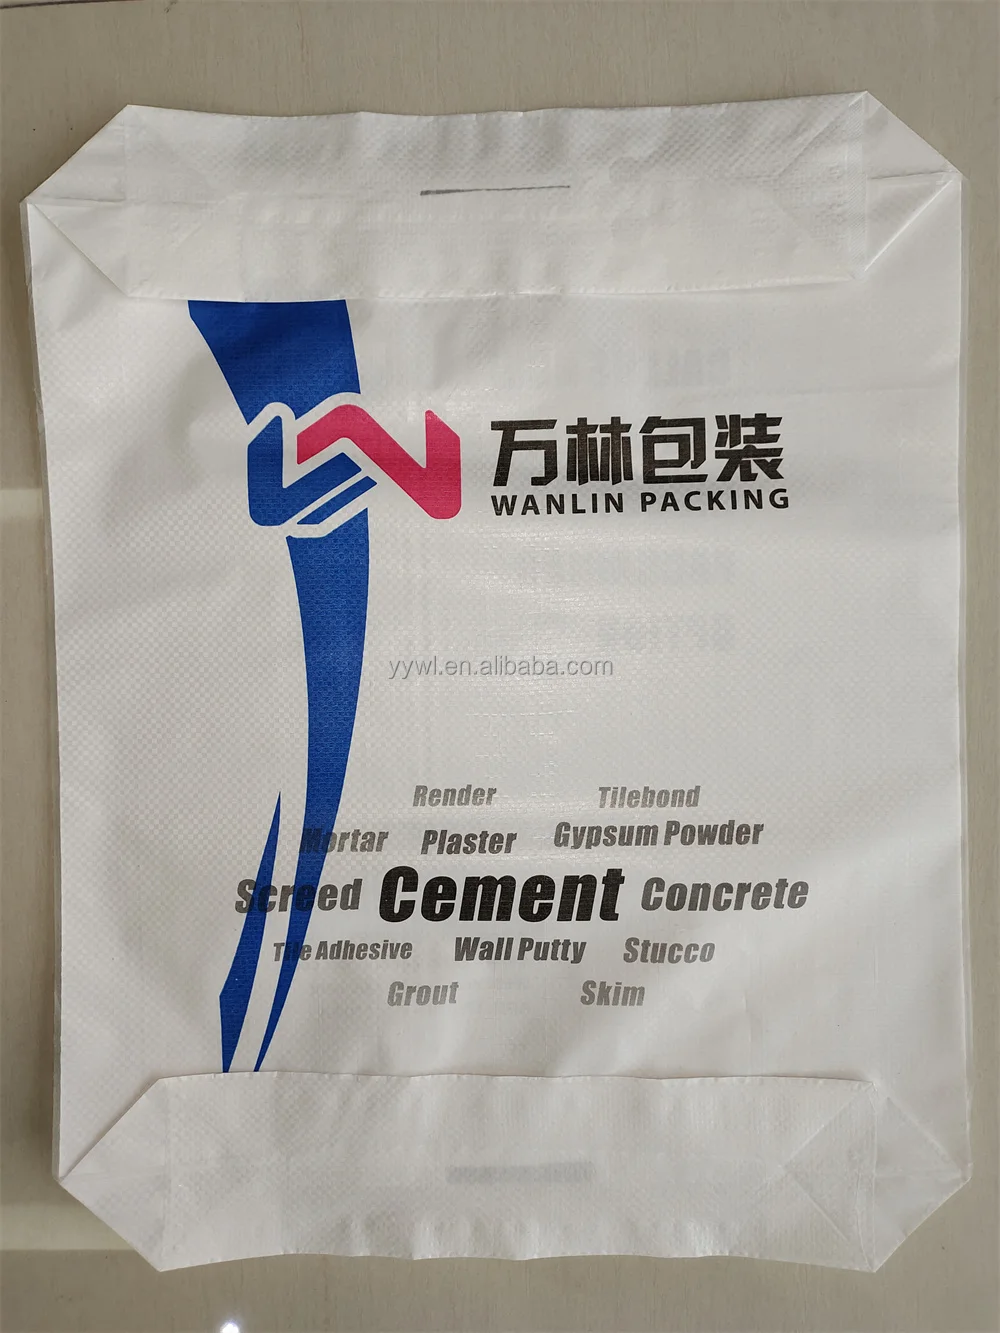 万林包装
WANLIN PACKING
yywl.en.alibaba.com
Render Tilebond
Mortar Plaster Gypsum Powder
Screed Cement Concrete
Tile Adhesive Wall Putty Stucco
Grout Skim